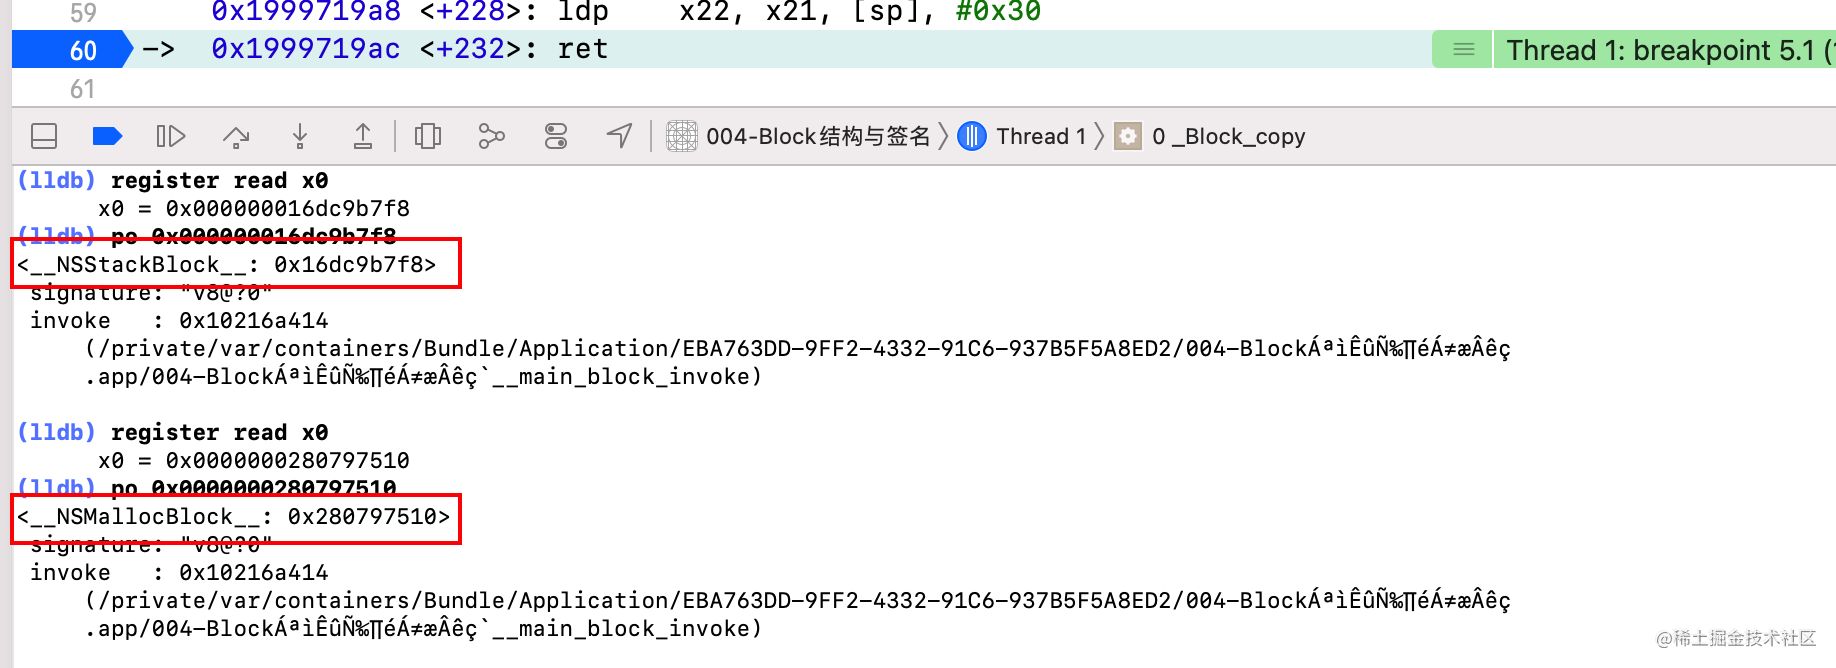 59 0x1999719a8 <+228>: ldp x22, x21, [sp], #0x30
60 -> 0x1999719ac <+232>: ret Thread 1: breakpoint 5.1 (
61
004-Block结构与签名 Thread 1 0 _Block_copy
(lldb) register read x0
x0 = 0x000000016dc9b7f8
(lldb) po 0x000000016dc9b7f8
<__NSStackBlock__: 0x16dc9b7f8>
signature: "v8@?0"
invoke : 0x10216a414
(/private/var/containers/Bundle/Application/EBA763DD-9FF2-4332-91C6-937B5F5A8ED2/004-BlockÁªìÊûÑ‰∏éÁ≠æÂêç
.app/004-BlockÁªìÊûÑ‰∏éÁ≠æÂêç`__main_block_invoke)
(lldb) register read x0
x0 = 0x0000000280797510
(lldb) po 0x0000000280797510
<__NSMallocBlock__: 0x280797510>
signature: "v8@?0"
invoke : 0x10216a414
(/private/var/containers/Bundle/Application/EBA763DD-9FF2-4332-91C6-937B5F5A8ED2/004-BlockÁªìÊûÑ‰∏éÁ≠æÂêç
.app/004-BlockÁªìÊûÑ‰∏éÁ≠æÂêç`__main_block_invoke)
@稀土掘金技术社区